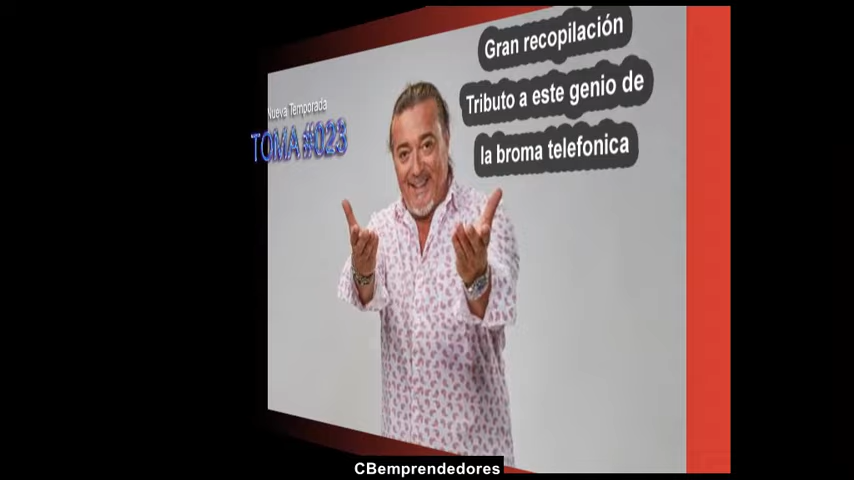 Gran recopilación
Tributo a este genio de
la broma telefonica
Nueva Temporada
TOMA #023
CBemprendedores